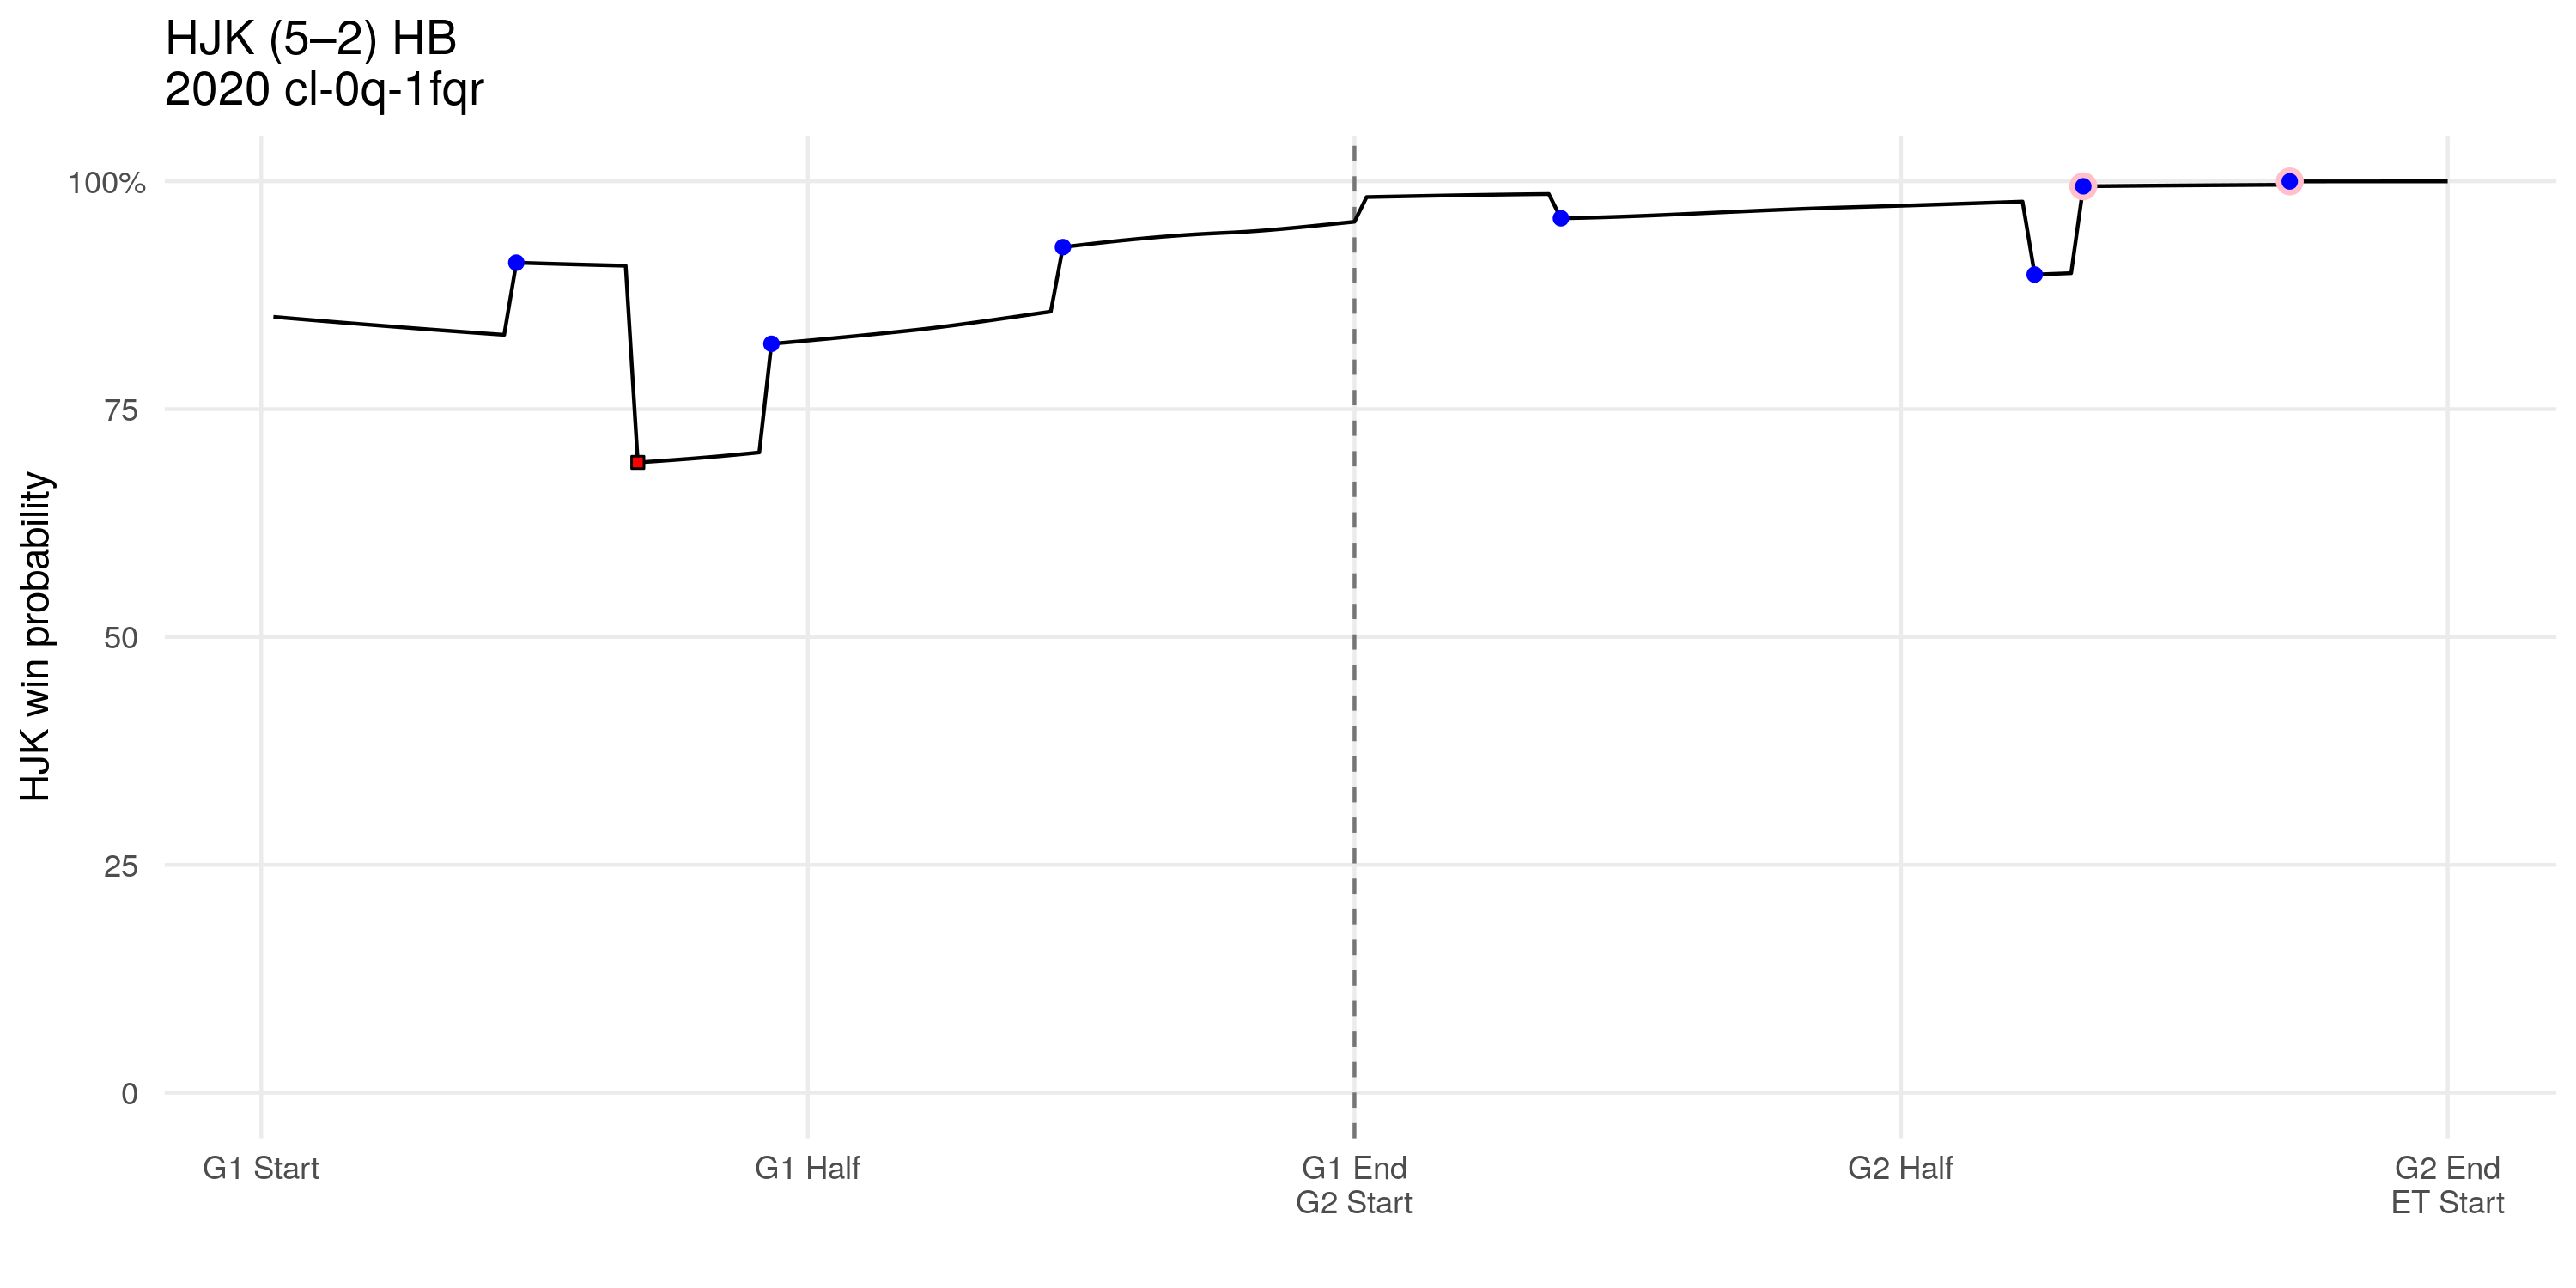 HJK (5–2) HB
2020 cl-0q-1fqr
HJK win probability
100%
75
50
25
0
G1 Start
G1 Half
G1 End
G2 Start
G2 Half
G2 End
ET Start